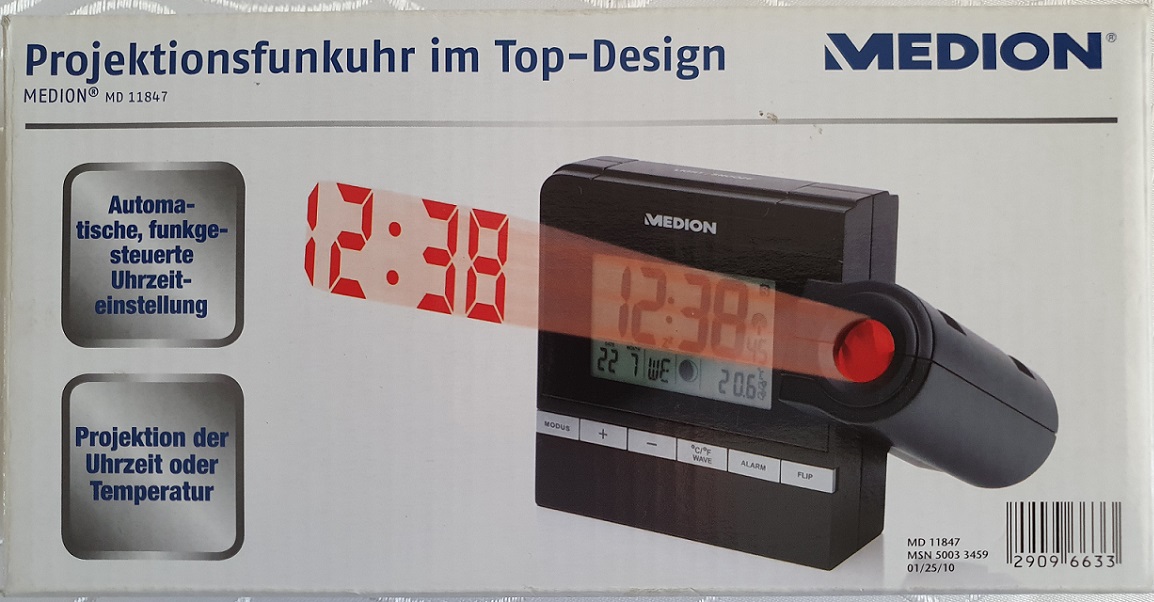 Projektionsfunkuhr im Top-Design
MEDION®
MEDION® MD 11847
Automa-
tische, funkge-
steuerte
Uhrzeit-
einstellung
Projektion der
Uhrzeit oder
Temperatur
12:38
MEDION
12:38
45
22 7 WE 20.6
MODUS + − °C/°F ALARM FLIP
WAVE
MD 11847
MSN 5003 3459
01/25/10
2909 6633